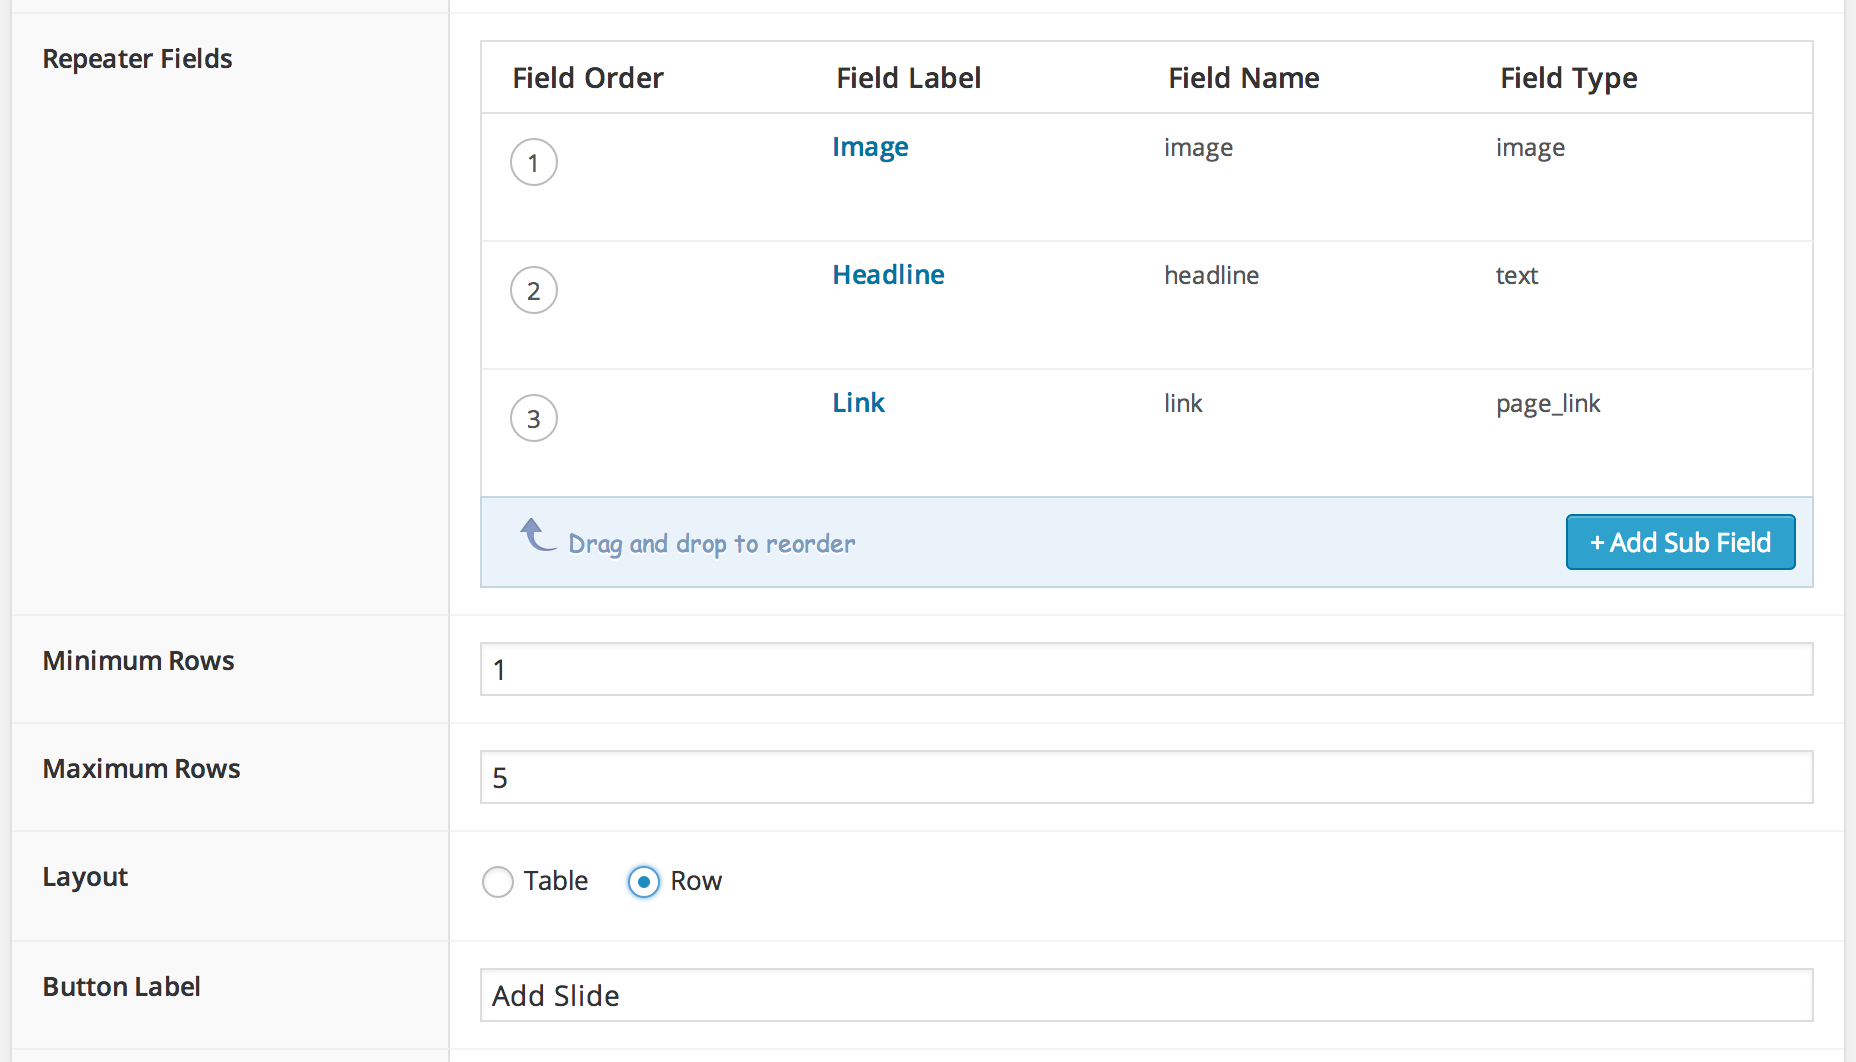 Repeater Fields
Field Order Field Label Field Name Field Type
1 Image image image
2 Headline headline text
3 Link link page_link
Drag and drop to reorder + Add Sub Field
Minimum Rows 1
Maximum Rows 5
Layout Table Row
Button Label Add Slide